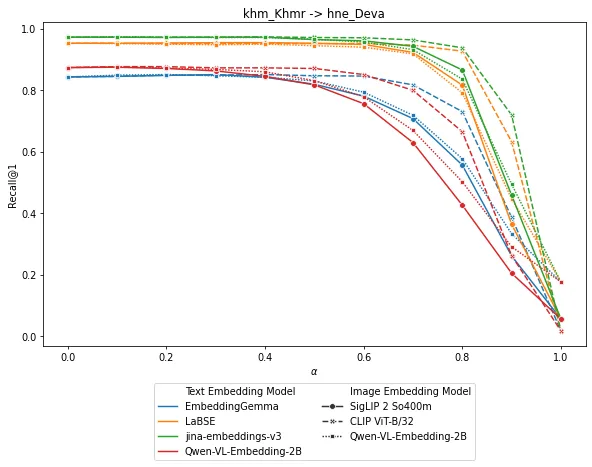 khm_Khmr -> hne_Deva
1.0
0.8
0.6
0.4
0.2
0.0
Recall@1
0.0 0.2 0.4 0.6 0.8 1.0
α
Text Embedding Model Image Embedding Model
EmbeddingGemma SigLIP 2 So400m
LaBSE CLIP ViT-B/32
jina-embeddings-v3 Qwen-VL-Embedding-2B
Qwen-VL-Embedding-2B